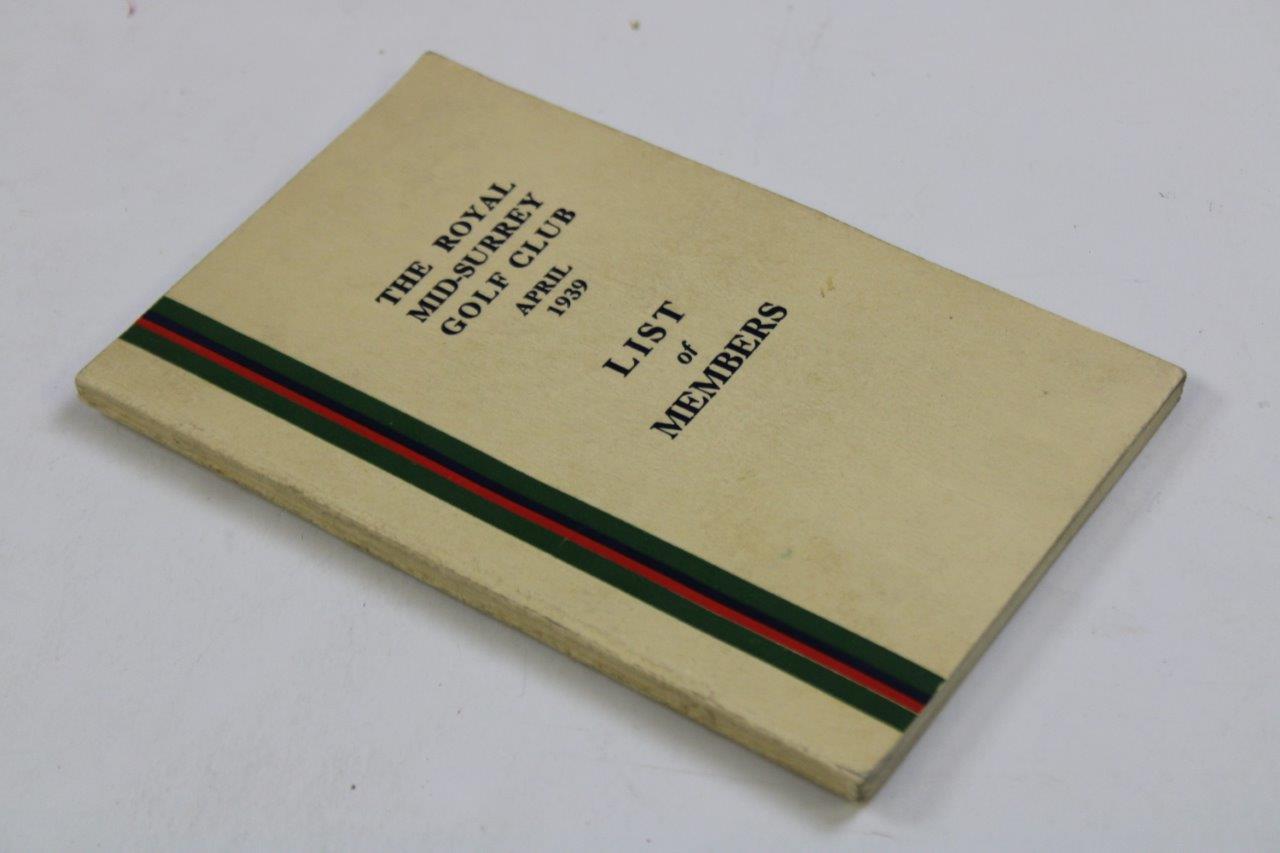 THE ROYAL
MID-SURREY
GOLF CLUB
APRIL
1939
LIST
of
MEMBERS